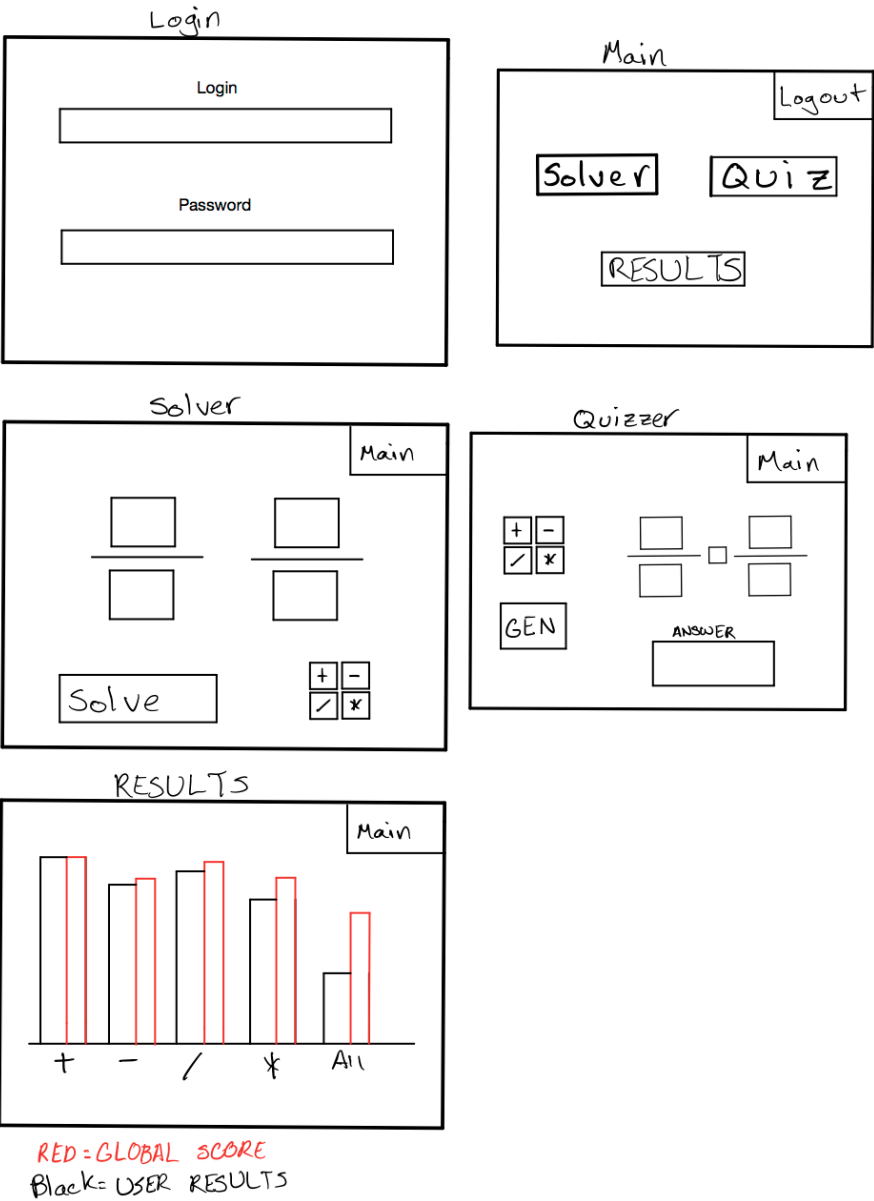 Login
Login
Password
Main
Logout
Solver
Quiz
RESULTS
Solver
Main
Solve
+ -
/ *
Quizzer
Main
+ -
/ *
GEN
ANSWER
RESULTS
Main
+ - / * All
RED = GLOBAL SCORE
Black = USER RESULTS